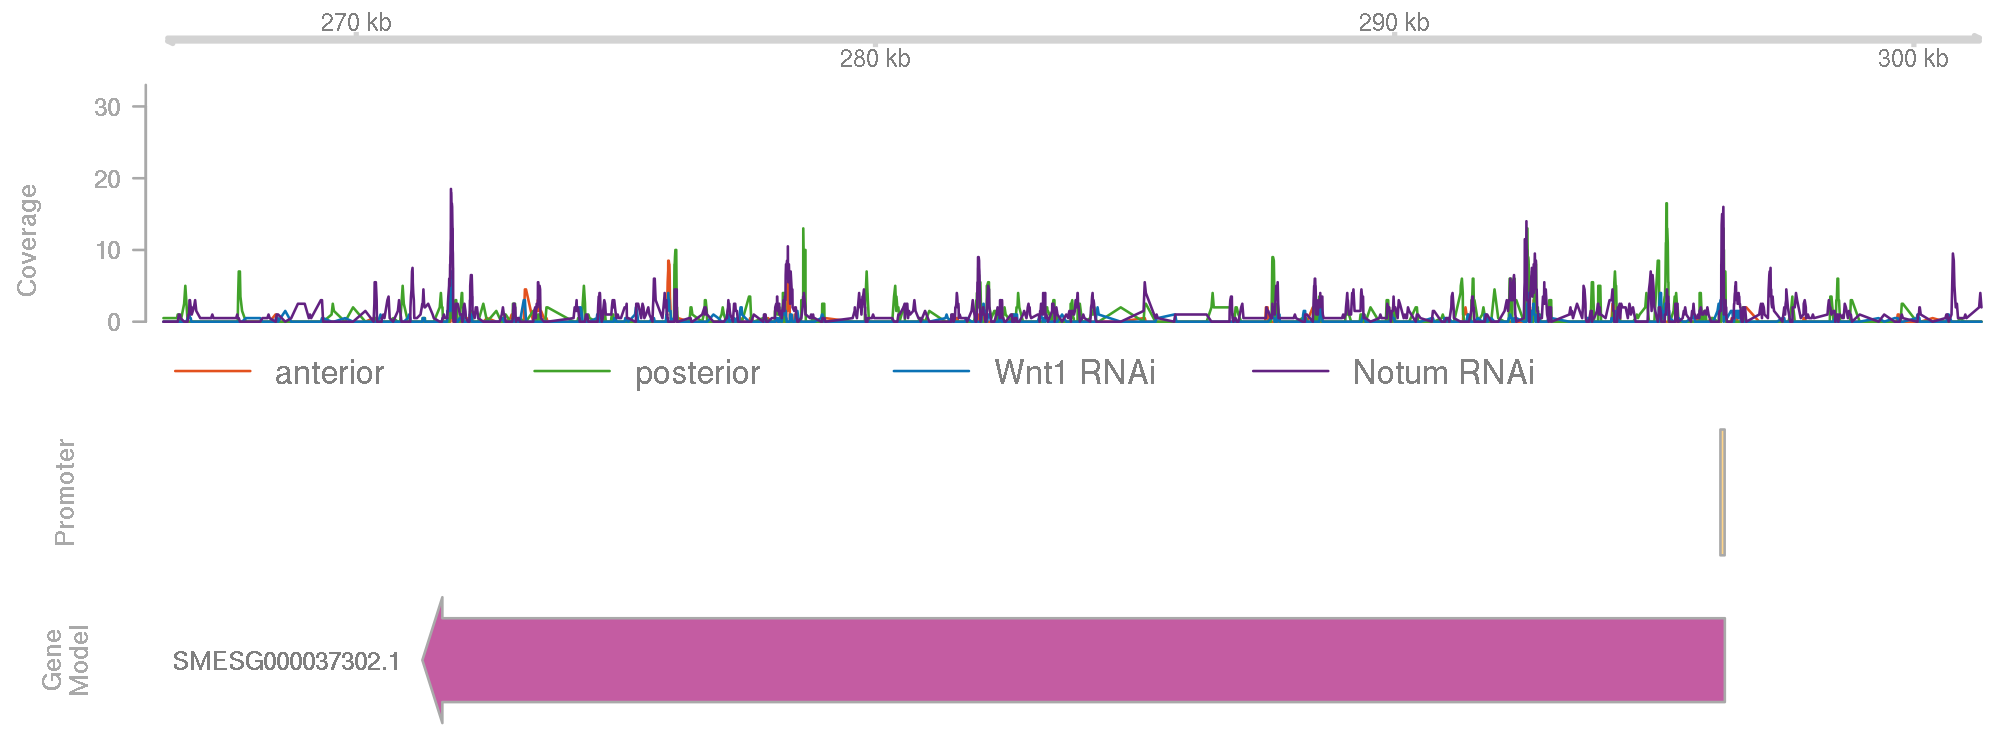 270 kb
290 kb
280 kb
300 kb
Coverage
30
20
10
0
anterior posterior Wnt1 RNAi Notum RNAi
Promoter
Gene
Model
SMESG000037302.1